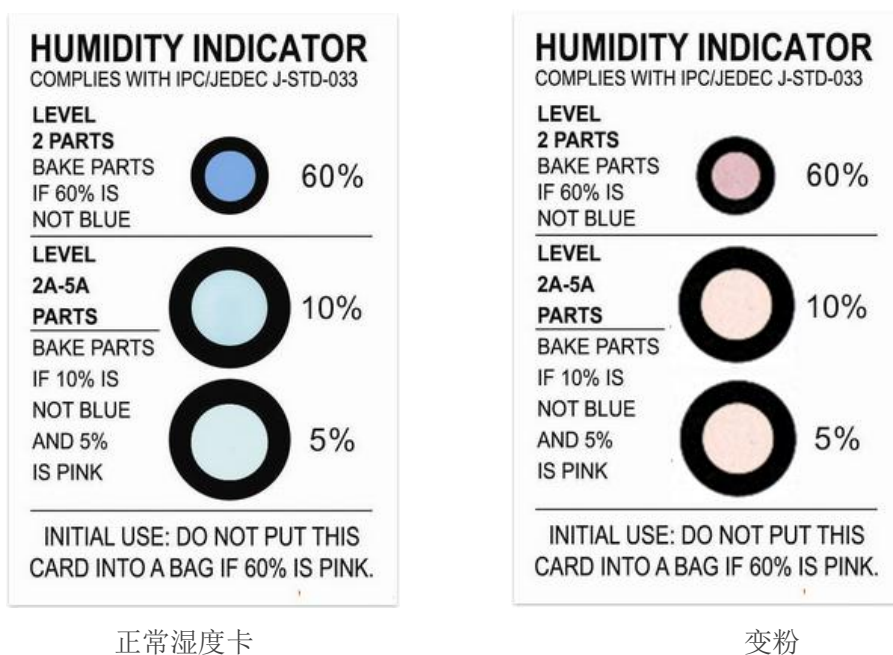 HUMIDITY INDICATOR
COMPLIES WITH IPC/JEDEC J-STD-033
LEVEL
2 PARTS
BAKE PARTS
IF 60% IS
NOT BLUE
60%
LEVEL
2A-5A
PARTS
10%
BAKE PARTS
IF 10% IS
NOT BLUE
AND 5%
IS PINK
5%
INITIAL USE: DO NOT PUT THIS
CARD INTO A BAG IF 60% IS PINK.
正常湿度卡
HUMIDITY INDICATOR
COMPLIES WITH IPC/JEDEC J-STD-033
LEVEL
2 PARTS
BAKE PARTS
IF 60% IS
NOT BLUE
60%
LEVEL
2A-5A
PARTS
10%
BAKE PARTS
IF 10% IS
NOT BLUE
AND 5%
IS PINK
5%
INITIAL USE: DO NOT PUT THIS
CARD INTO A BAG IF 60% IS PINK.
变粉